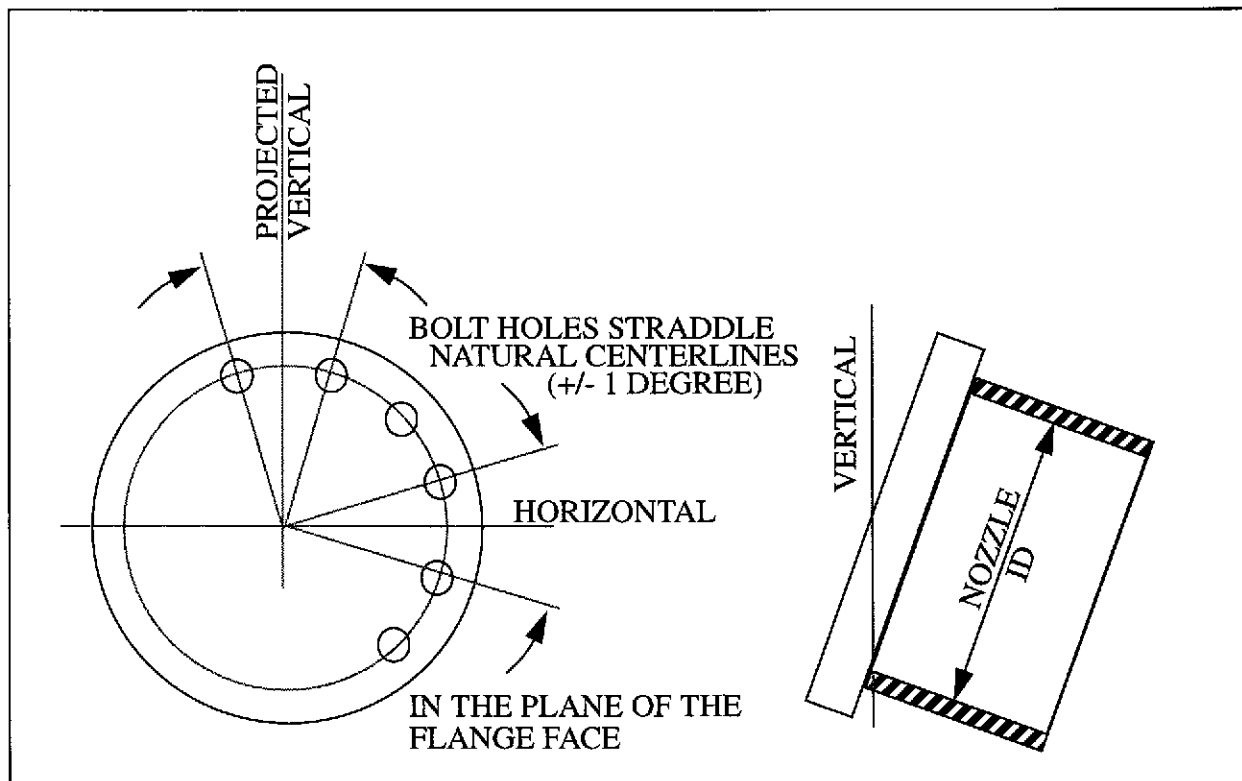 PROJECTED
VERTICAL
BOLT HOLES STRADDLE
NATURAL CENTERLINES
(+/- 1 DEGREE)
HORIZONTAL
IN THE PLANE OF THE
FLANGE FACE
VERTICAL
NOZZLE
ID